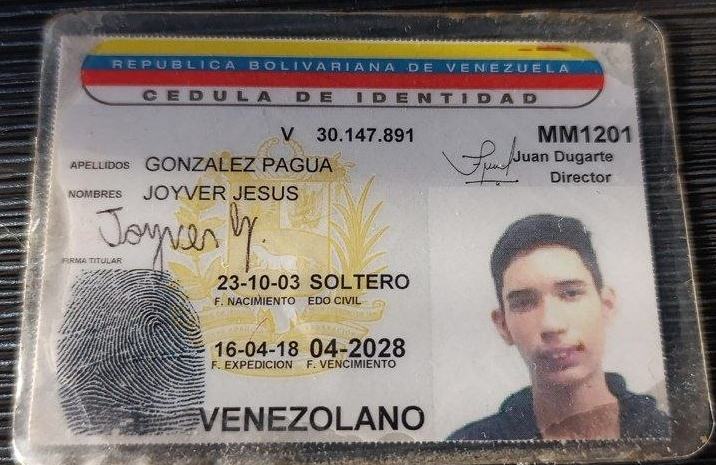 REPUBLICA BOLIVARIANA DE VENEZUELA
CEDULA DE IDENTIDAD
V 30.147.891 MM1201
APELLIDOS GONZALEZ PAGUA Juan Dugarte
Director
NOMBRES JOYVER JESUS
Joyver G.
FIRMA TITULAR
23-10-03 SOLTERO
F. NACIMIENTO EDO CIVIL
16-04-18 04-2028
F. EXPEDICION F. VENCIMIENTO
VENEZOLANO